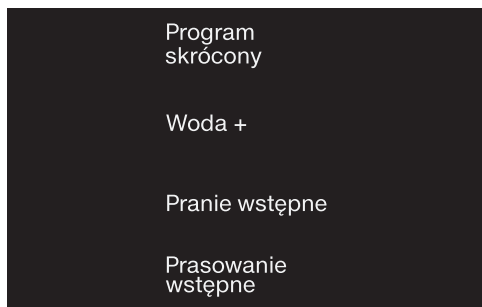 Program
skrócony
Woda +
Pranie wstępne
Prasowanie
wstępne